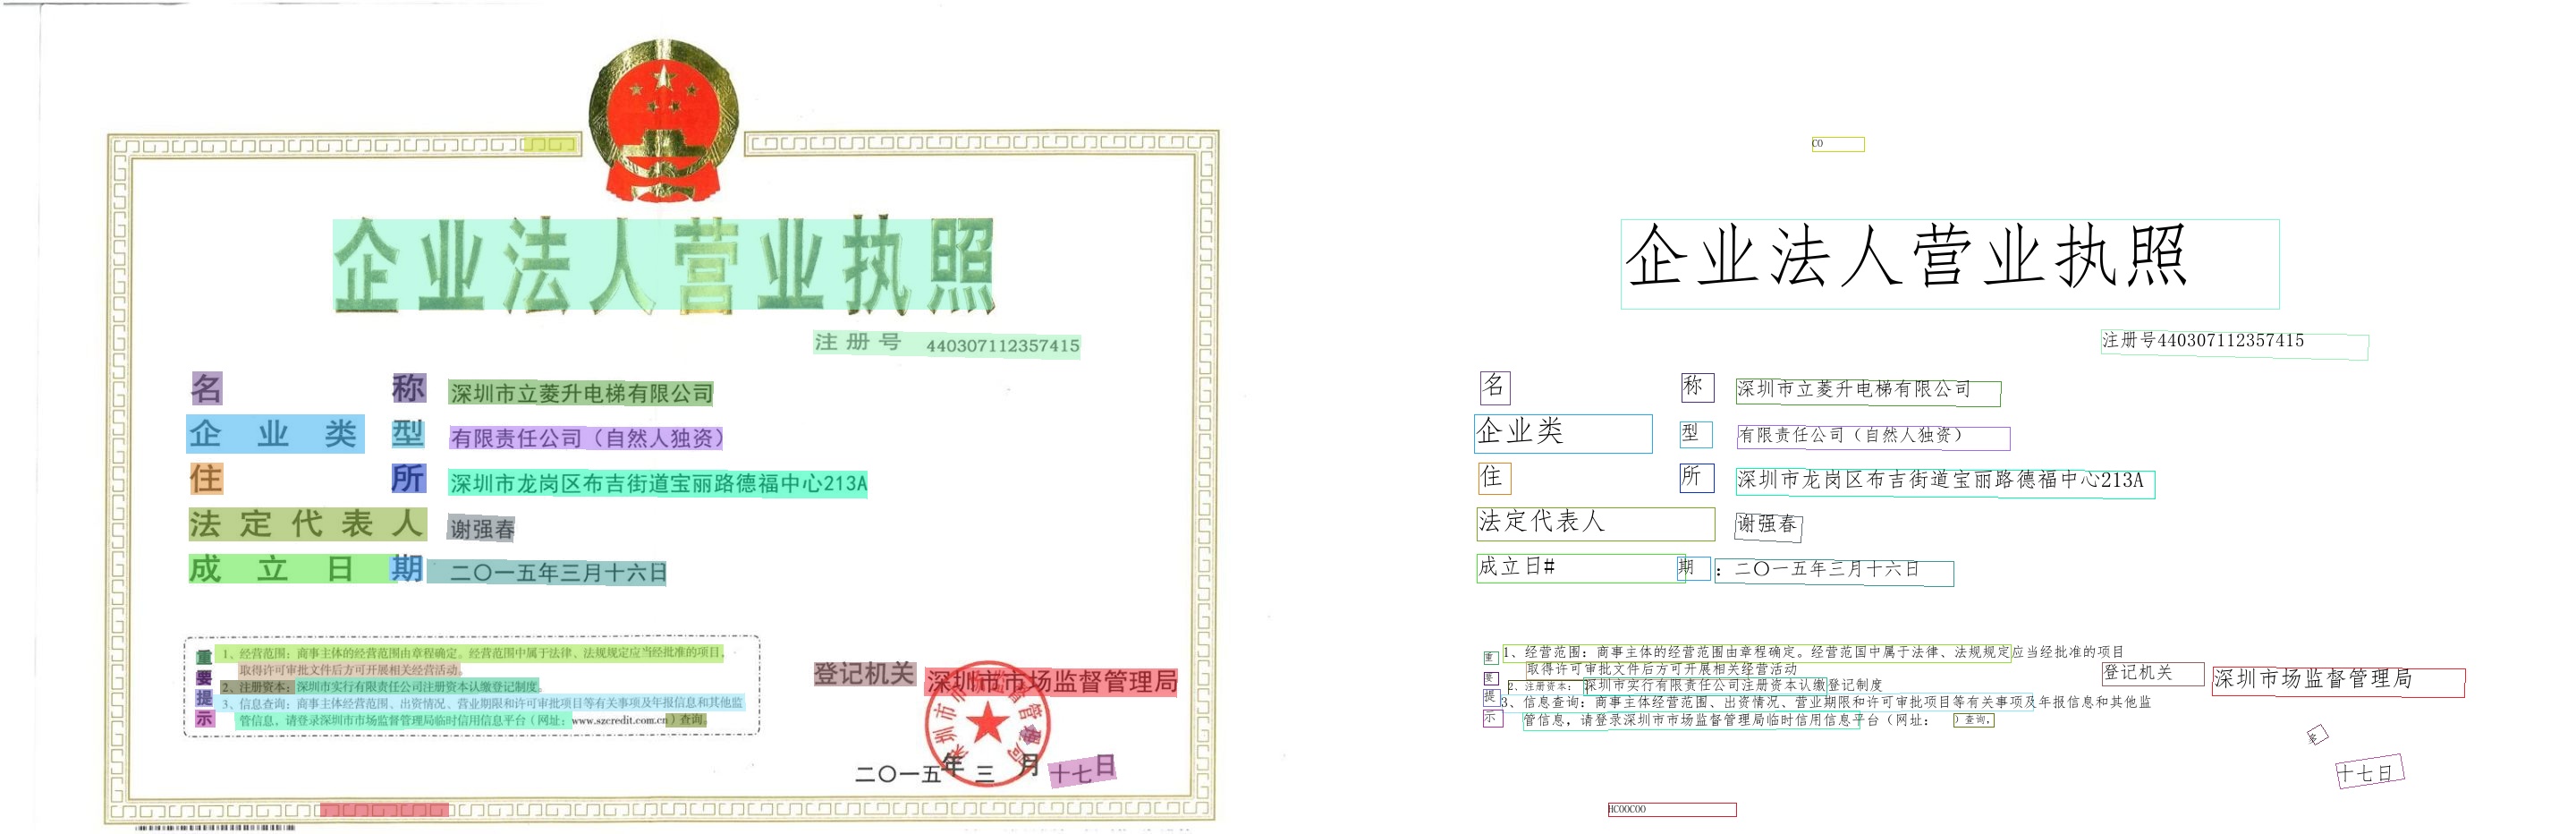 企业法人营业执照
注册号 440307112357415
名 称 深圳市立菱升电梯有限公司
企业类型 有限责任公司（自然人独资）
住 所 深圳市龙岗区布吉街道宝丽路德福中心213A
法定代表人 谢强春
成立日期 二〇一五年三月十六日
重要提示
1、经营范围：商事主体的经营范围由章程确定。经营范围中属于法律、法规规定应当经批准的项目，
取得许可审批文件后方可开展相关经营活动。
2、注册资本：深圳市实行有限责任公司注册资本认缴登记制度。
3、信息查询：商事主体经营范围、出资情况、营业期限和许可审批项目等有关事项及年报信息和其他监
管信息，请登录深圳市市场监督管理局临时信用信息平台（网址：www.szcredit.com.cn）查询。
登记机关 深圳市市场监督管理局
二〇一五年三月十七日
CO
企业法人营业执照
注册号440307112357415
名 称 深圳市立菱升电梯有限公司
企业类 型 有限责任公司（自然人独资）
住 所 深圳市龙岗区布吉街道宝丽路德福中心213A
法定代表人 谢强春
成立日# 期 ：二〇一五年三月十六日
重
要
提
示
1、经营范围：商事主体的经营范围由章程确定。经营范国中属于法律、法规规定应当经批准的项目
取得许可审批文件后方可开展相关经营活动
2、注册资本： 深圳市实行有限责任公司注册资本认缴登记制度
3、信息查询：商事主体经营范围、出资情况、营业期限和许可审批项目等有关事项及年报信息和其他监
管信息，请登录深圳市市场监督管理局临时信用信息平台（网址： ）查询，
登记机关 深圳市市场监督管理局
十七日
HCOOCOO